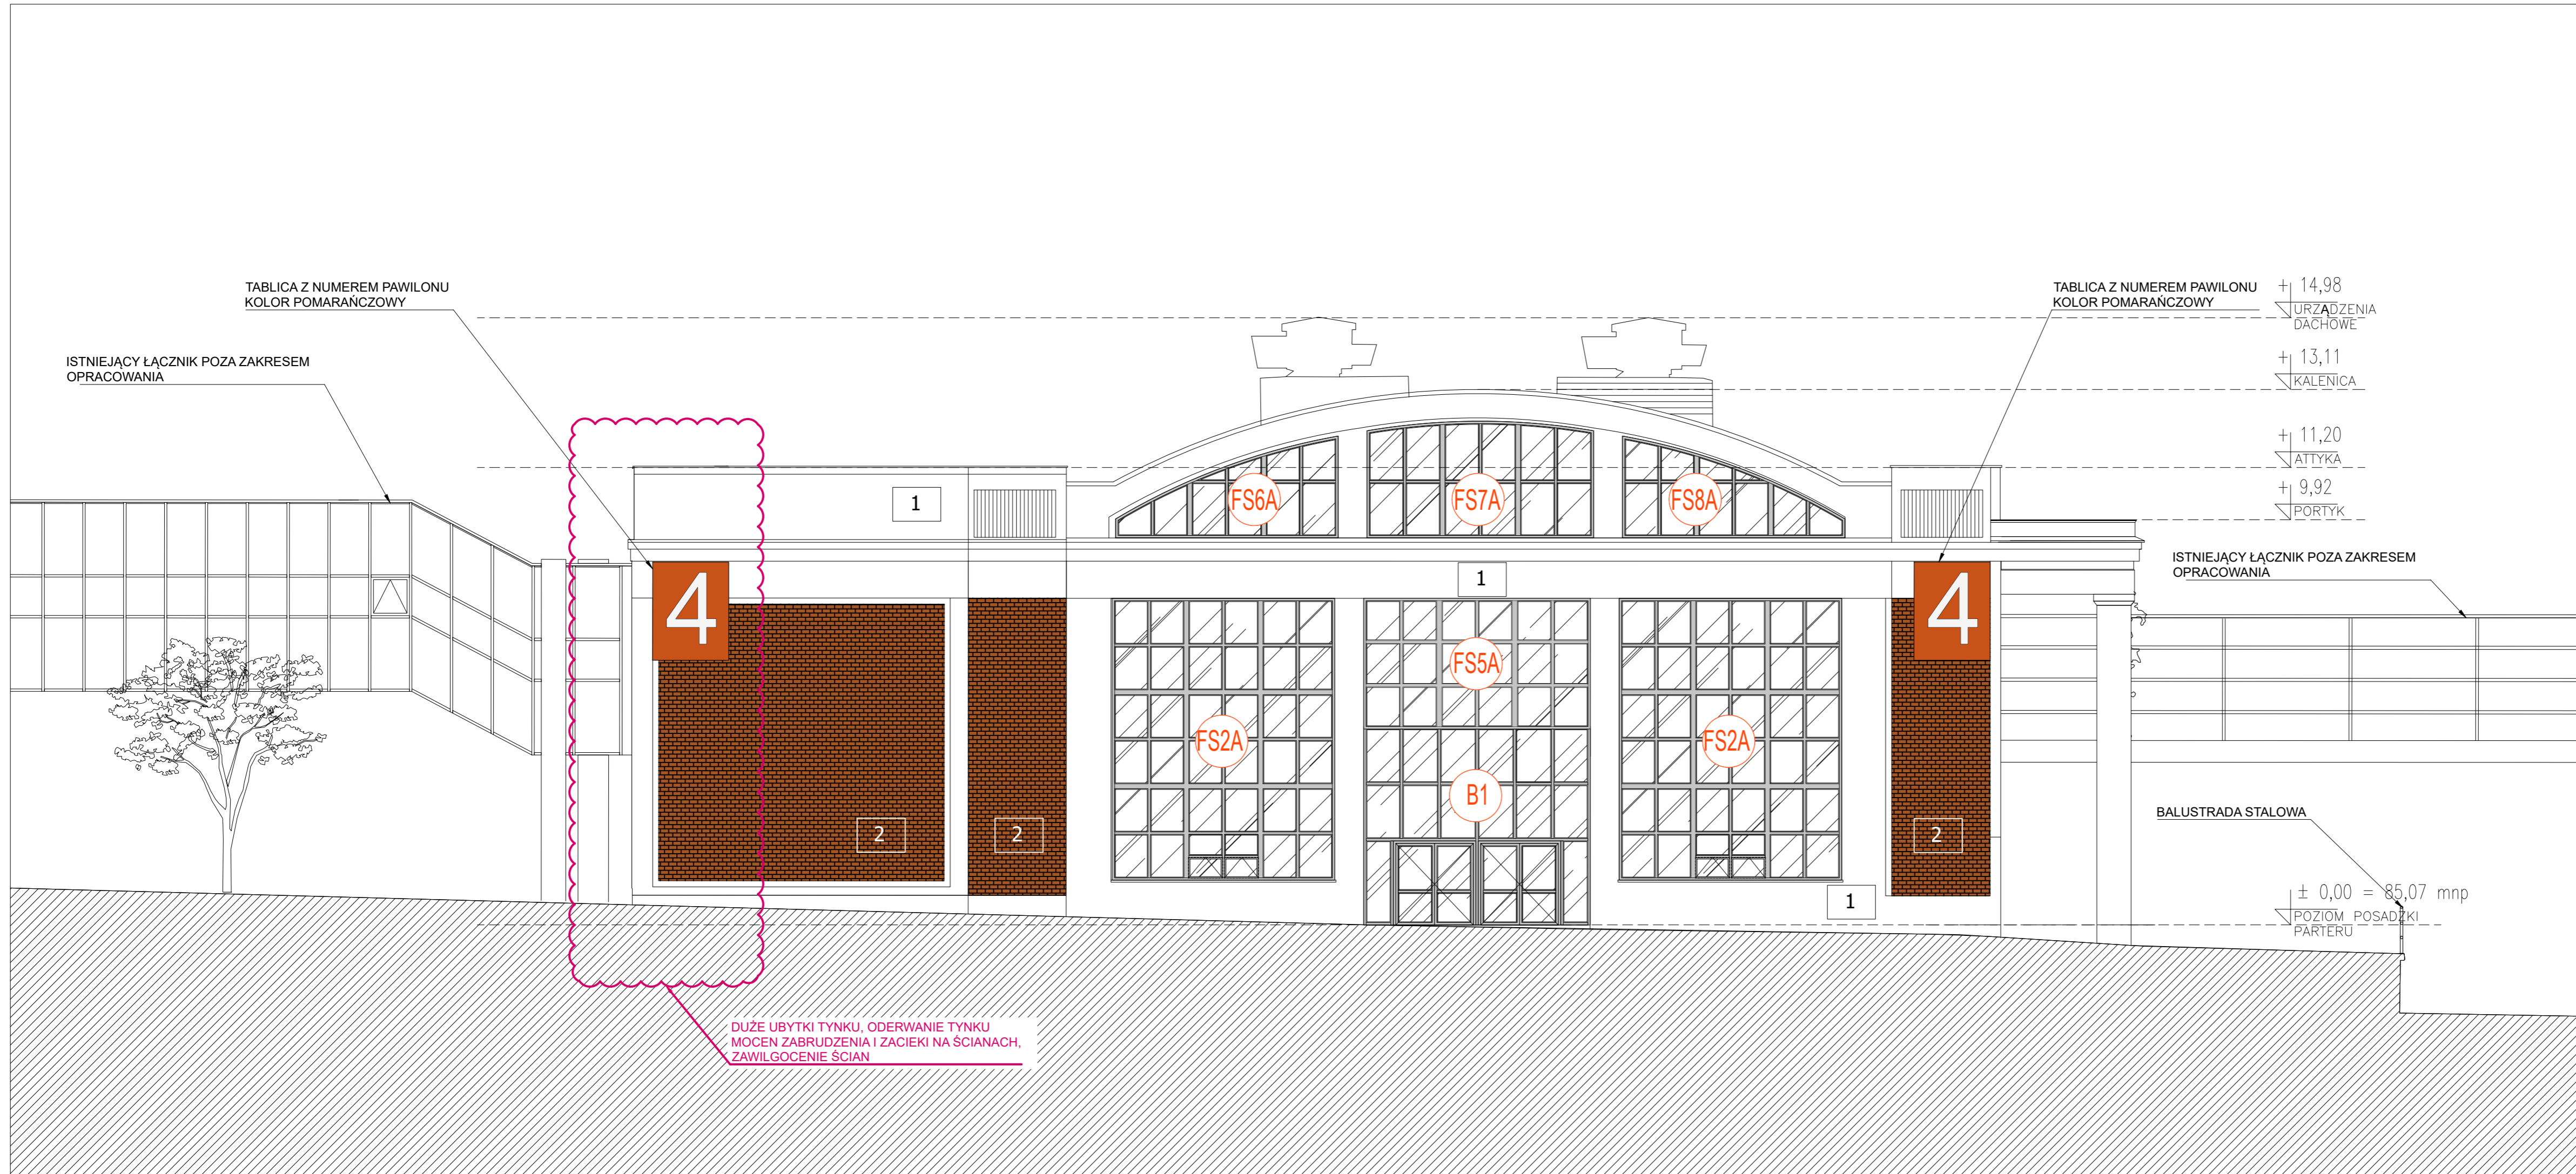 TABLICA Z NUMEREM PAWILONU
KOLOR POMARAŃCZOWY
TABLICA Z NUMEREM PAWILONU
KOLOR POMARAŃCZOWY
+ 14,98
URZĄDZENIA
DACHOWE
ISTNIEJĄCY ŁĄCZNIK POZA ZAKRESEM
OPRACOWANIA
+ 13,11
KALENICA
+ 11,20
ATTYKA
+ 9,92
PORTYK
1
FS6A
FS7A
FS8A
ISTNIEJĄCY ŁĄCZNIK POZA ZAKRESEM
OPRACOWANIA
4
1
4
FS5A
FS2A
FS2A
B1
2
2
2
BALUSTRADA STALOWA
1
± 0,00 = 85,07 mnp
POZIOM POSADZKI
PARTERU
DUŻE UBYTKI TYNKU, ODERWANIE TYNKU
MOCEN ZABRUDZENIA I ZACIEKI NA ŚCIANACH,
ZAWILGOCENIE ŚCIAN